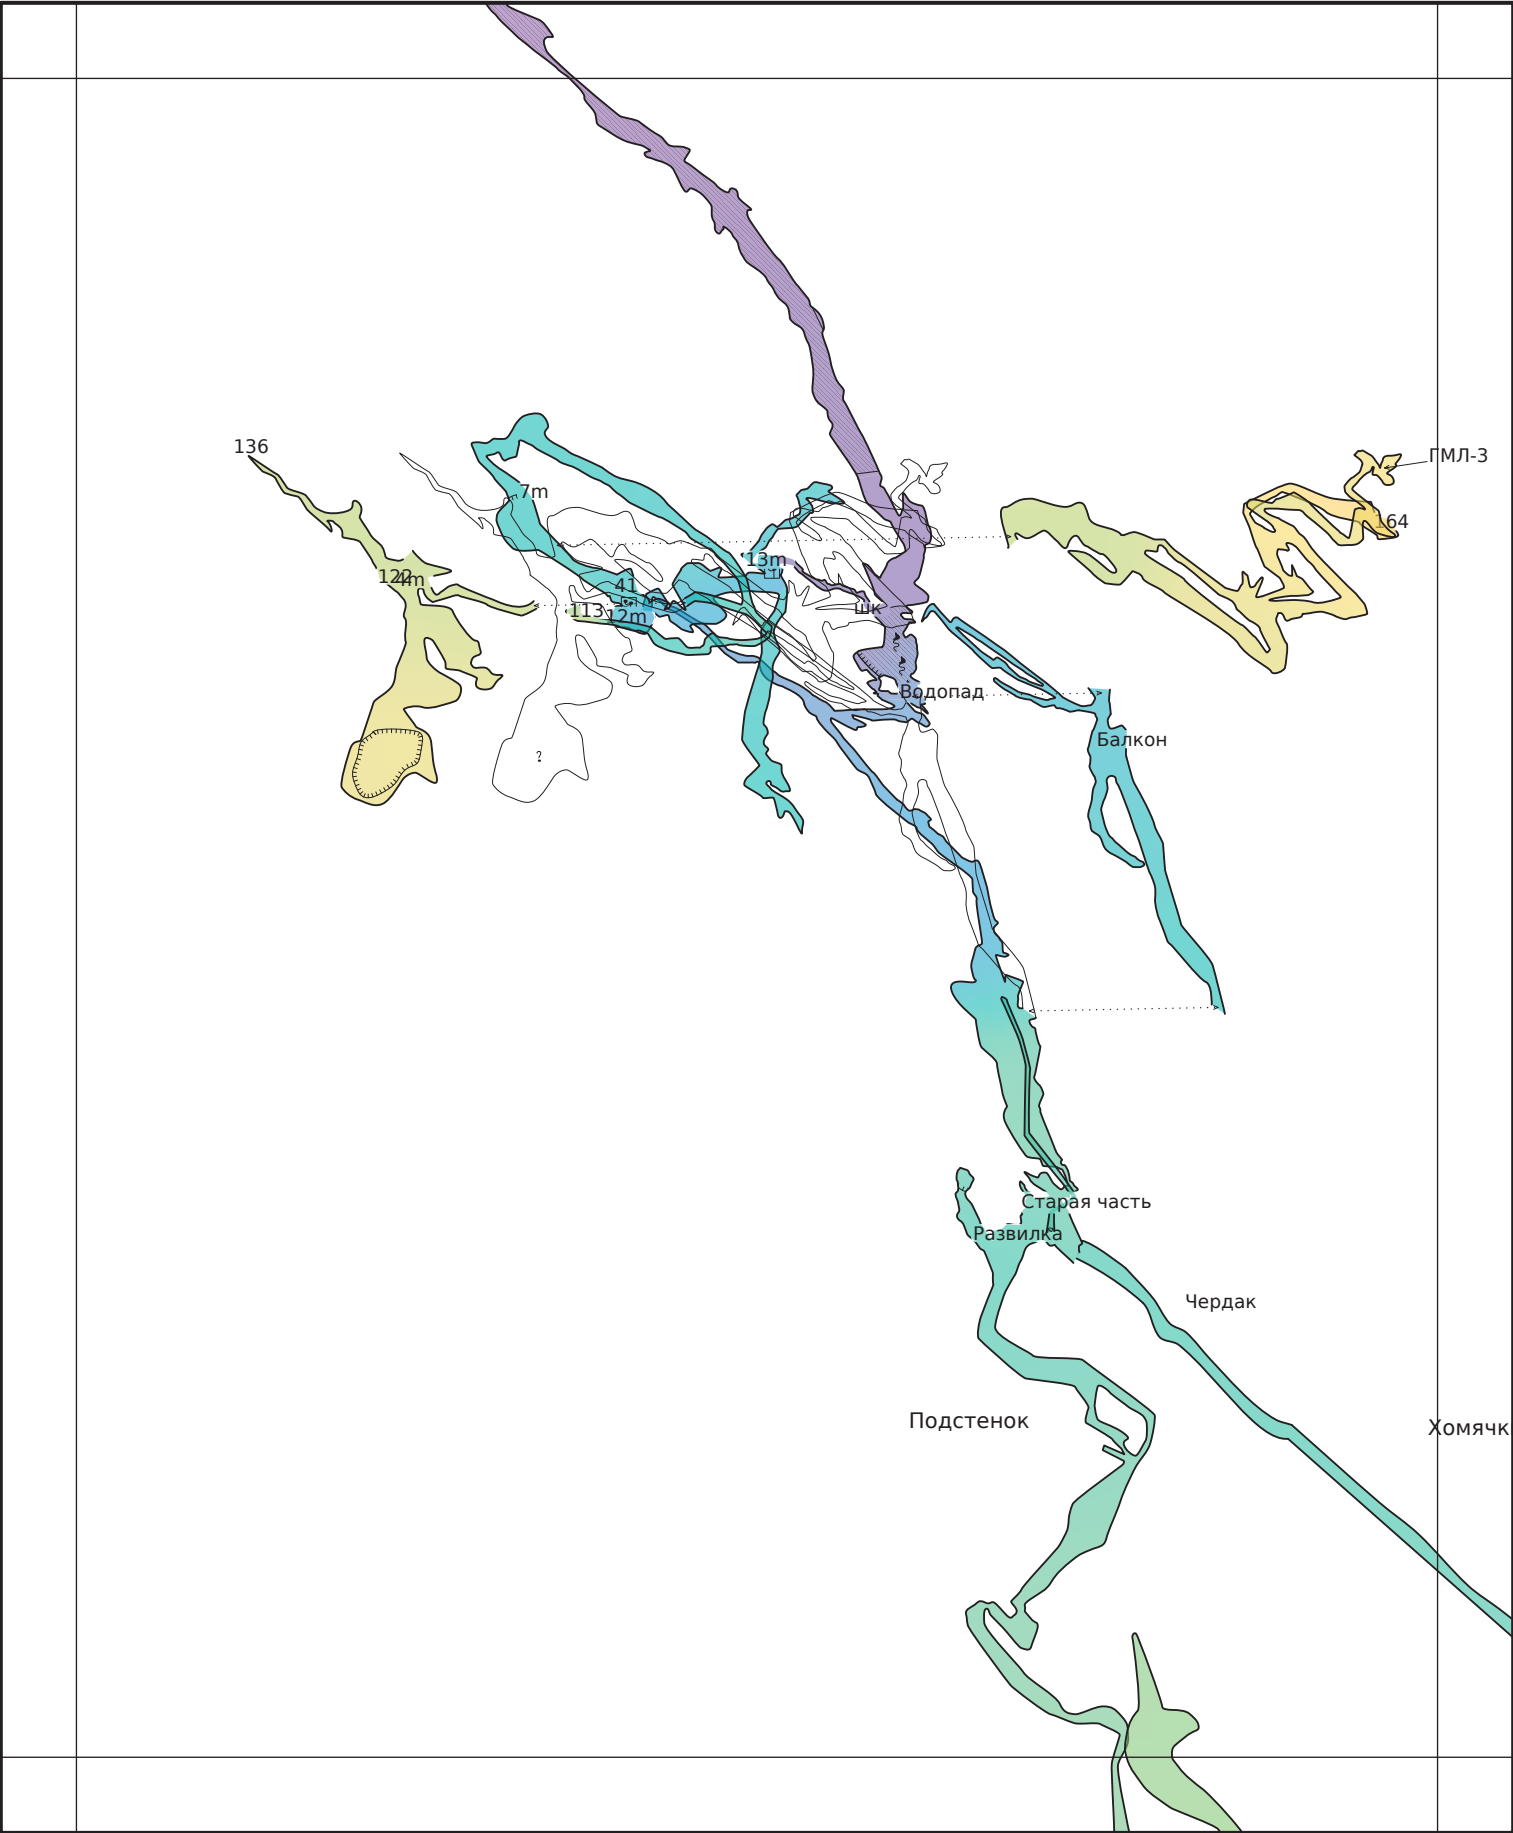 136
ГМЛ-3
7m
164
13m
122
4m
41
113
12m
шк
Водопад
Балкон
?
Старая часть
Развилка
Чердак
Подстенок
Хомячк